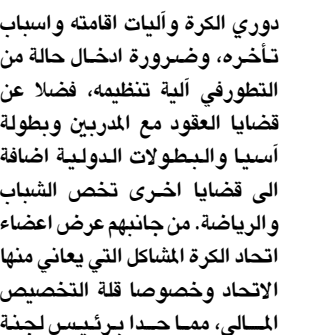 دوري الكرة وآليات اقامته واسباب
تأخره، وضرورة ادخال حالة من
التطورفي آلية تنظيمه، فضلا عن
قضايا العقود مع المدربين وبطولة
آسيا والبطولات الدولية اضافة
الى قضايا اخرى تخص الشباب
والرياضة. من جانبهم عرض اعضاء
اتحاد الكرة المشاكل التي يعاني منها
الاتحاد وخصوصا قلة التخصيص
المالي، مما حدا برئيس لجنة